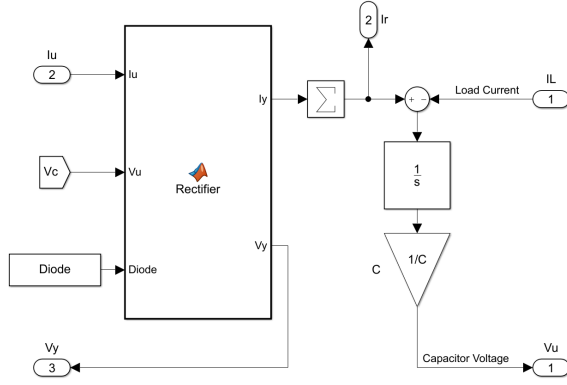 2 Ir
Iu
2
Iu
Iy
Σ
+ −
Load Current
IL
1
Vc
Vu
Rectifier
1
s
Diode
Diode
Vy
C
1/C
Vy
3
Capacitor Voltage
Vu
1